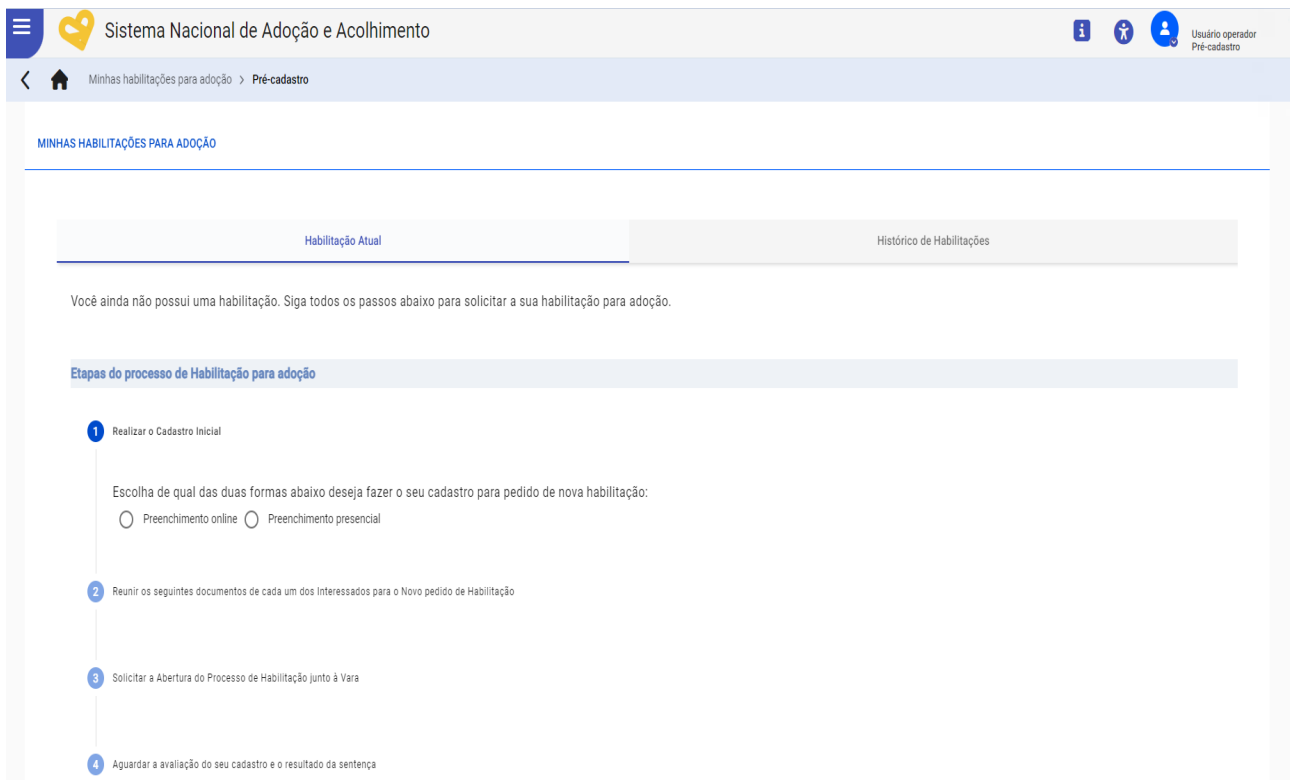 Sistema Nacional de Adoção e Acolhimento
i
Usuário operador
Pré-cadastro
Minhas habilitações para adoção > Pré-cadastro
MINHAS HABILITAÇÕES PARA ADOÇÃO
Habilitação Atual
Histórico de Habilitações
Você ainda não possui uma habilitação. Siga todos os passos abaixo para solicitar a sua habilitação para adoção.
Etapas do processo de Habilitação para adoção
1 Realizar o Cadastro Inicial
Escolha de qual das duas formas abaixo deseja fazer o seu cadastro para pedido de nova habilitação:
Preenchimento online Preenchimento presencial
2 Reunir os seguintes documentos de cada um dos Interessados para o Novo pedido de Habilitação
3 Solicitar a Abertura do Processo de Habilitação junto à Vara
4 Aguardar a avaliação do seu cadastro e o resultado da sentença